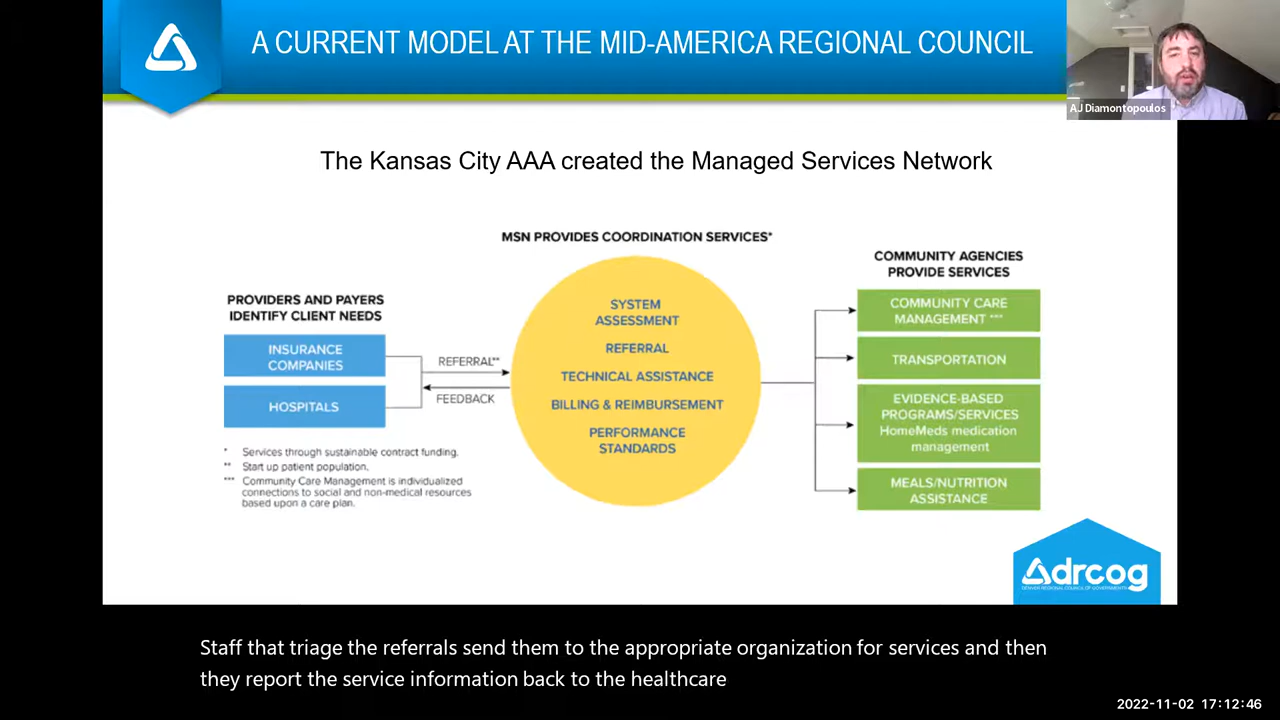 A CURRENT MODEL AT THE MID-AMERICA REGIONAL COUNCIL
AJ Diamontopoulos
The Kansas City AAA created the Managed Services Network
MSN PROVIDES COORDINATION SERVICES*
COMMUNITY AGENCIES
PROVIDE SERVICES
PROVIDERS AND PAYERS
IDENTIFY CLIENT NEEDS
INSURANCE
COMPANIES
HOSPITALS
REFERRAL**
FEEDBACK
SYSTEM
ASSESSMENT
REFERRAL
TECHNICAL ASSISTANCE
BILLING & REIMBURSEMENT
PERFORMANCE
STANDARDS
COMMUNITY CARE
MANAGEMENT ***
TRANSPORTATION
EVIDENCE-BASED
PROGRAMS/SERVICES
HomeMeds medication
management
MEALS/NUTRITION
ASSISTANCE
* Services through sustainable contract funding.
** Start up patient population.
*** Community Care Management is individualized
connections to social and non-medical resources
based upon a care plan.
drcog
DENVER REGIONAL COUNCIL OF GOVERNMENTS
Staff that triage the referrals send them to the appropriate organization for services and then
they report the service information back to the healthcare
2022-11-02 17:12:46